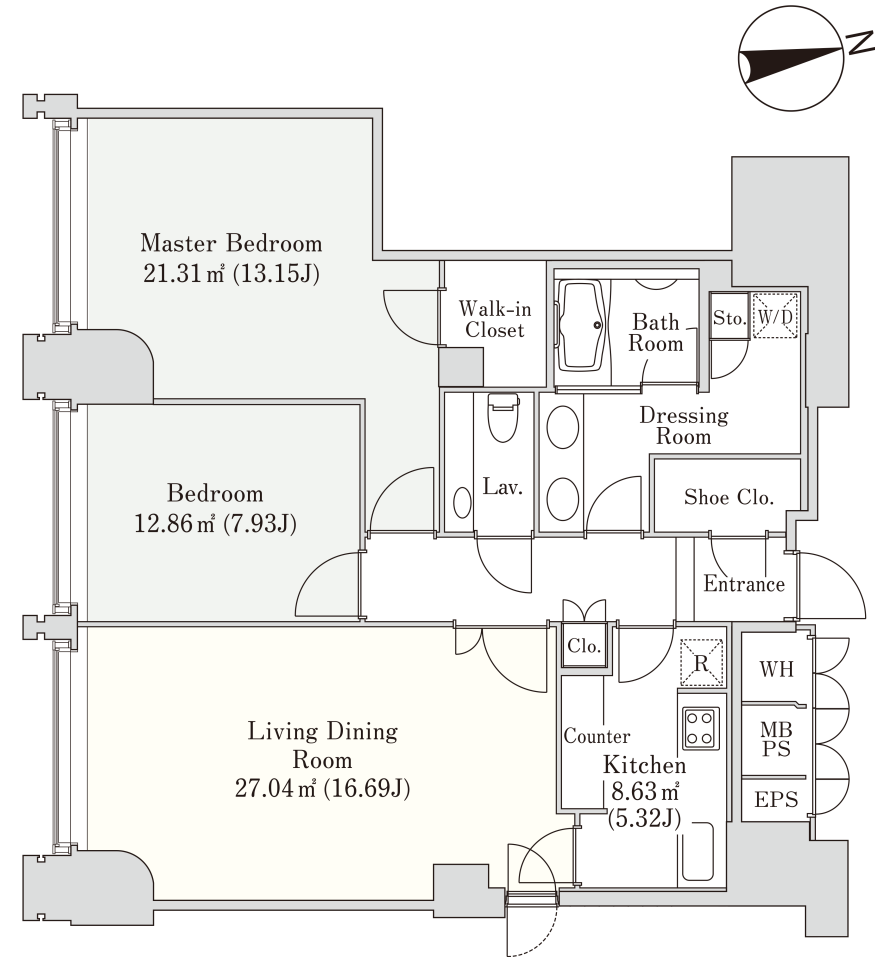 N
Master Bedroom
21.31㎡ (13.15J)
Walk-in
Closet
Bath
Room
Sto.
W/D
Dressing
Room
Bedroom
12.86㎡ (7.93J)
Lav.
Shoe Clo.
Entrance
Clo.
R
WH
Living Dining
Room
27.04㎡ (16.69J)
Counter
Kitchen
8.63㎡
(5.32J)
MB
PS
EPS